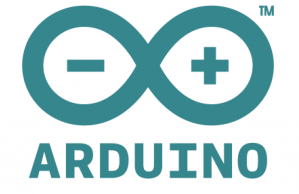 ™
- +
ARDUINO